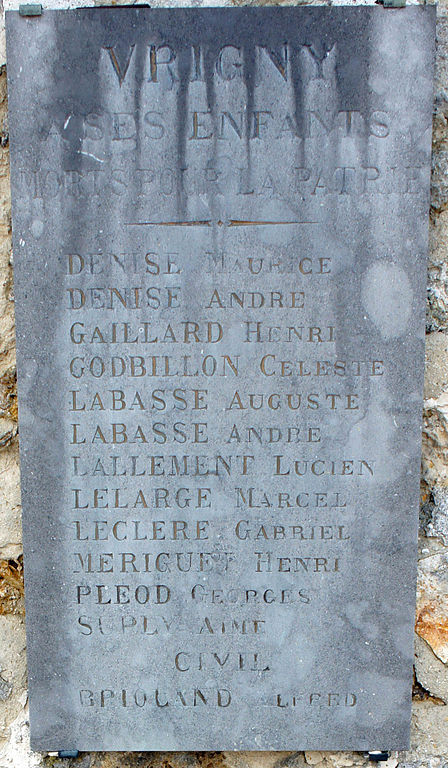 VRIGNY
A SES ENFANTS
MORTS POUR LA PATRIE
DENISE MAURICE
DENISE ANDRE
GAILLARD HENRI
GODBILLON CELESTE
LABASSE AUGUSTE
LABASSE ANDRE
LALLEMENT LUCIEN
LELARGE MARCEL
LECLERE GABRIEL
MERIGUET HENRI
PLEOD GEORGES
SUPLY AIME
CIVIL